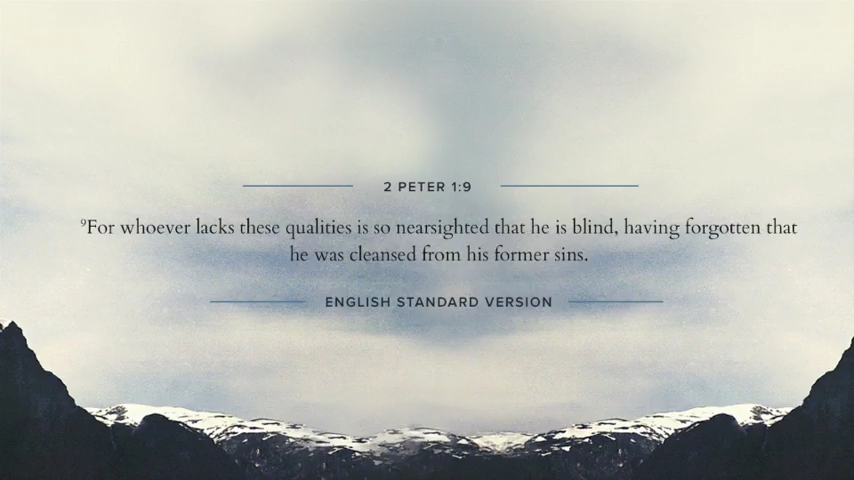 2 PETER 1:9
⁹For whoever lacks these qualities is so nearsighted that he is blind, having forgotten that
he was cleansed from his former sins.
ENGLISH STANDARD VERSION